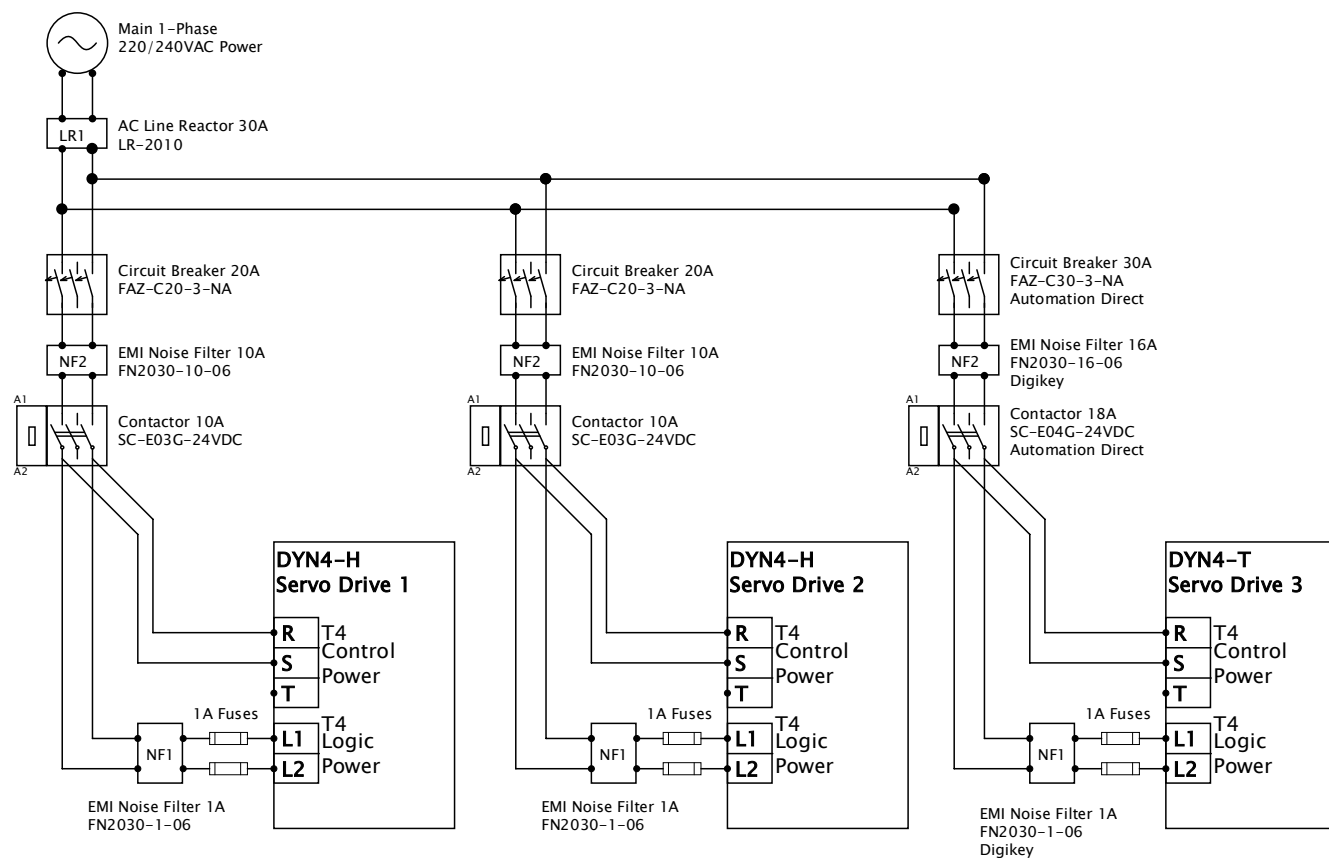 Main 1-Phase
220/240VAC Power
LR1
AC Line Reactor 30A
LR-2010
Circuit Breaker 20A
FAZ-C20-3-NA
Circuit Breaker 20A
FAZ-C20-3-NA
Circuit Breaker 30A
FAZ-C30-3-NA
Automation Direct
NF2
EMI Noise Filter 10A
FN2030-10-06
NF2
EMI Noise Filter 10A
FN2030-10-06
NF2
EMI Noise Filter 16A
FN2030-16-06
Digikey
A1
A2
Contactor 10A
SC-E03G-24VDC
A1
A2
Contactor 10A
SC-E03G-24VDC
A1
A2
Contactor 18A
SC-E04G-24VDC
Automation Direct
DYN4-H
Servo Drive 1
R
S
T
T4
Control
Power
1A Fuses
NF1
L1
L2
T4
Logic
Power
EMI Noise Filter 1A
FN2030-1-06
DYN4-H
Servo Drive 2
R
S
T
T4
Control
Power
1A Fuses
NF1
L1
L2
T4
Logic
Power
EMI Noise Filter 1A
FN2030-1-06
DYN4-T
Servo Drive 3
R
S
T
T4
Control
Power
1A Fuses
NF1
L1
L2
T4
Logic
Power
EMI Noise Filter 1A
FN2030-1-06
Digikey